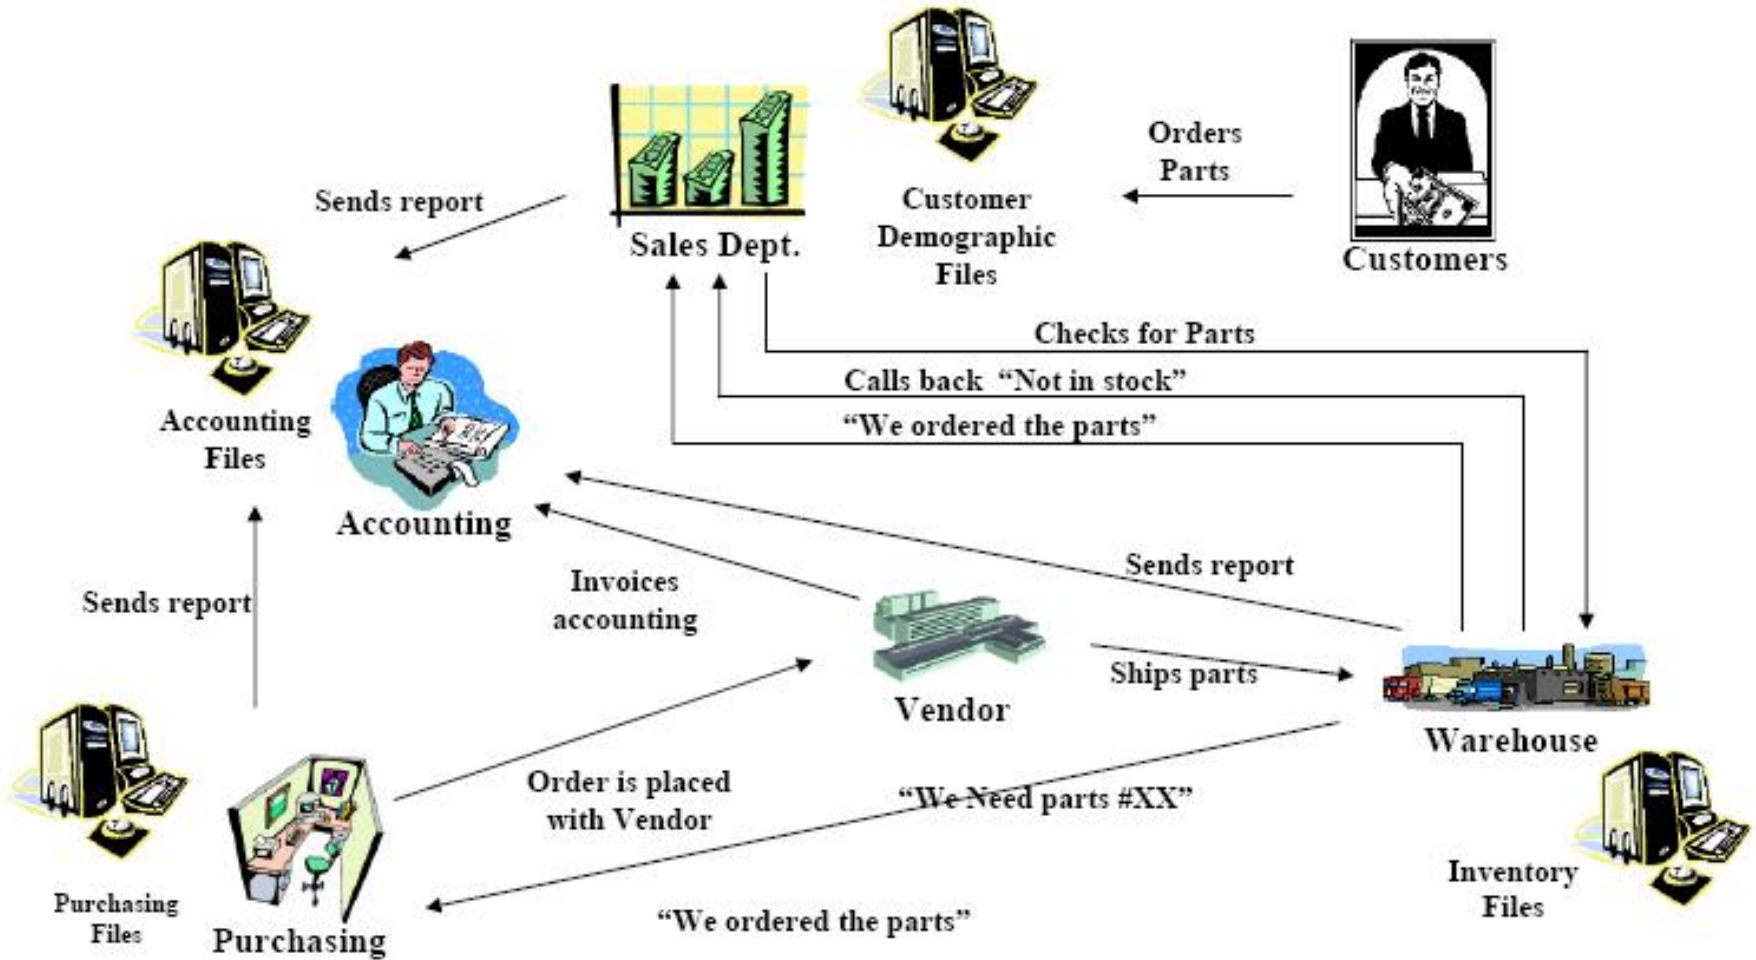 Orders
Parts
Sends report
Customer
Demographic
Files
Sales Dept.
Customers
Checks for Parts
Calls back “Not in stock”
“We ordered the parts”
Accounting
Files
Accounting
Sends report
Invoices
accounting
Sends report
Ships parts
Vendor
Warehouse
Order is placed
with Vendor
“We Need parts #XX”
Inventory
Files
Purchasing
Files
“We ordered the parts”
Purchasing